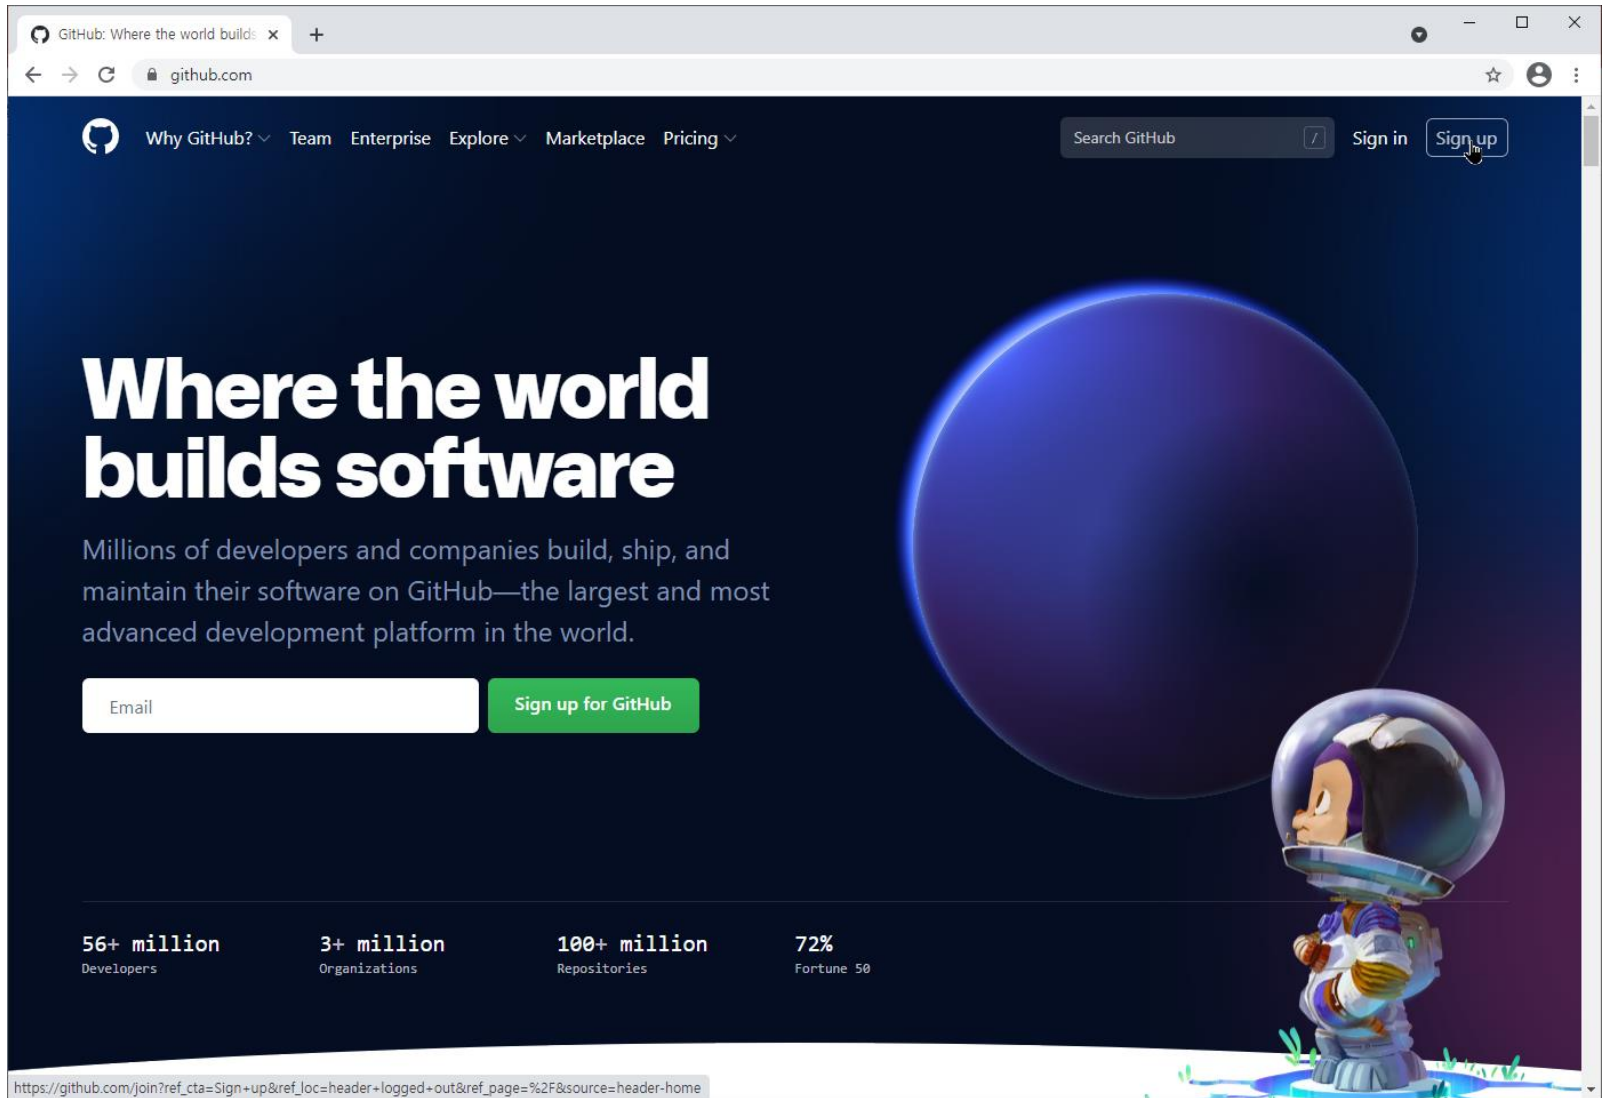 GitHub: Where the world builds
github.com
Why GitHub? Team Enterprise Explore Marketplace Pricing
Search GitHub / Sign in Sign up
Where the world
builds software
Millions of developers and companies build, ship, and
maintain their software on GitHub—the largest and most
advanced development platform in the world.
Email
Sign up for GitHub
56+ million
Developers
3+ million
Organizations
100+ million
Repositories
72%
Fortune 50
https://github.com/join?ref_cta=Sign+up&ref_loc=header+logged+out&ref_page=%2F&source=header-home